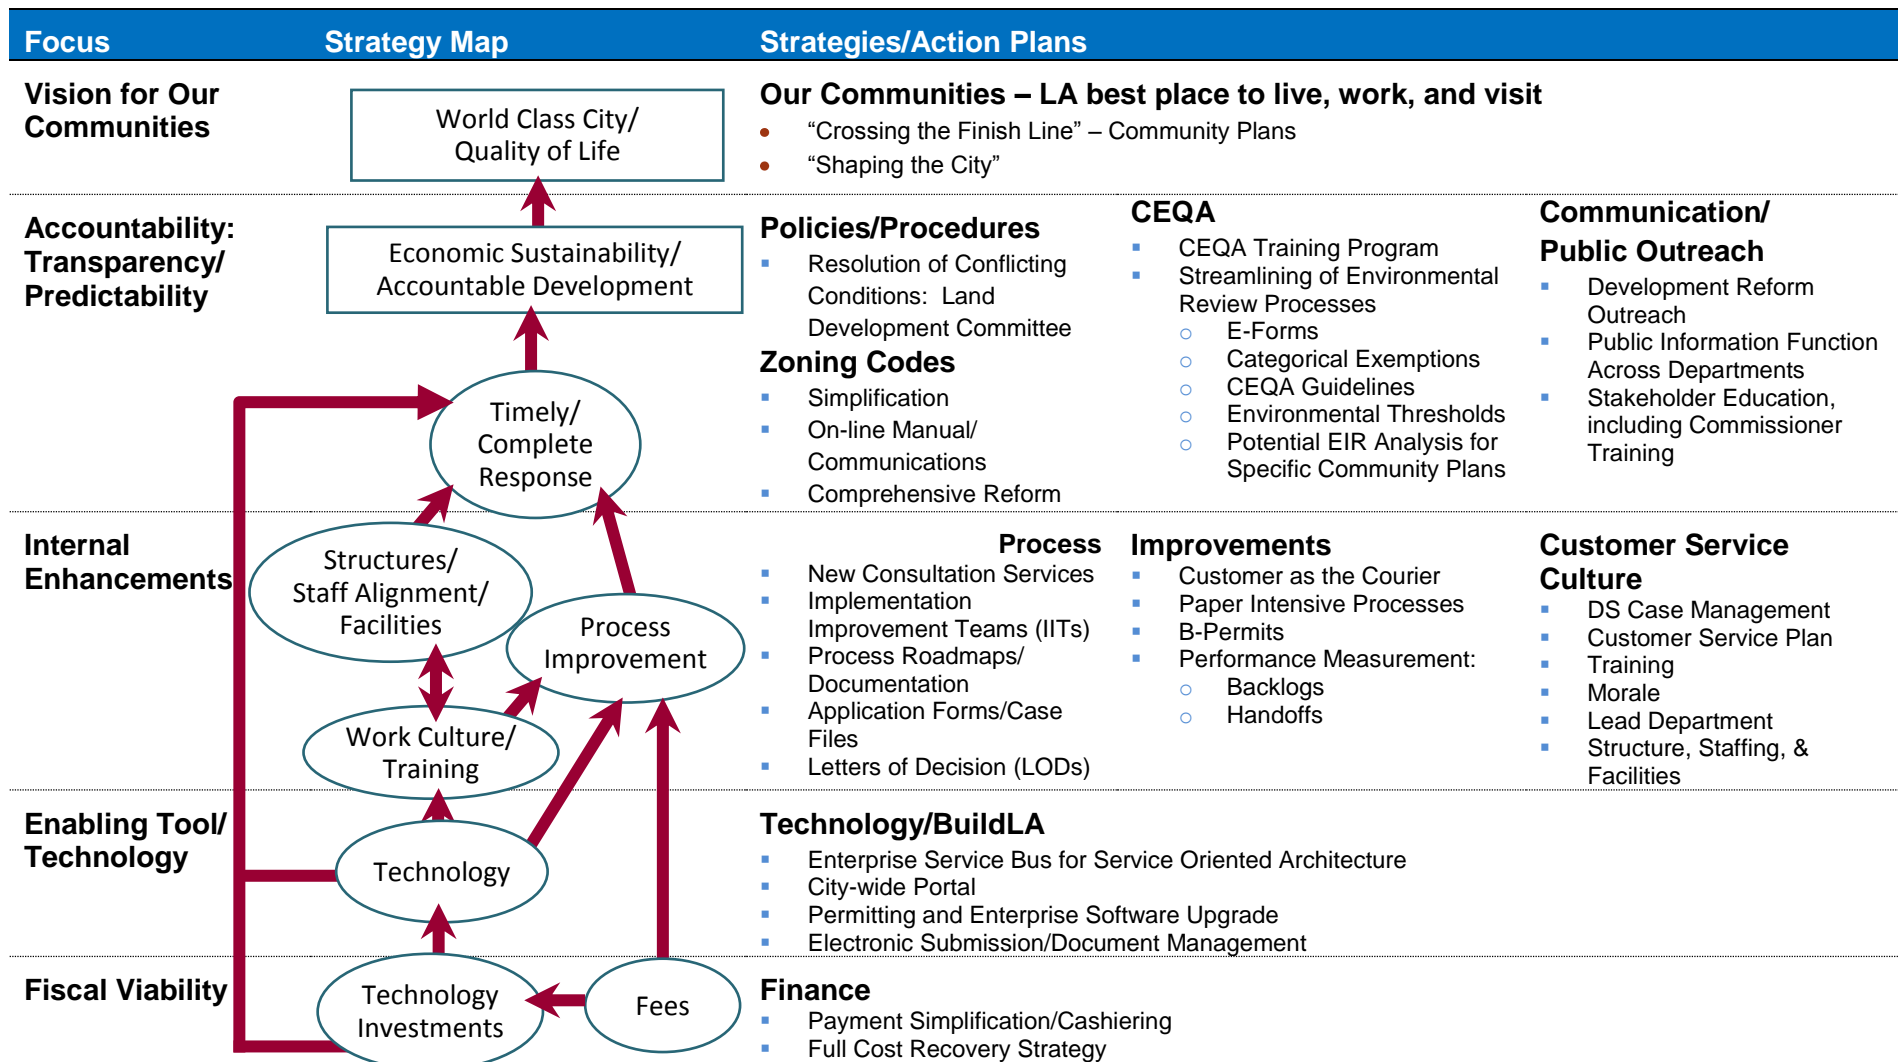 Focus Strategy Map Strategies/Action Plans
Vision for Our
Communities
World Class City/
Quality of Life
Our Communities – LA best place to live, work, and visit
• “Crossing the Finish Line” – Community Plans
• “Shaping the City”
Accountability:
Transparency/
Predictability
Economic Sustainability/
Accountable Development
Timely/
Complete
Response
Policies/Procedures
▪ Resolution of Conflicting
Conditions: Land
Development Committee
Zoning Codes
▪ Simplification
▪ On-line Manual/
Communications
▪ Comprehensive Reform
CEQA
▪ CEQA Training Program
▪ Streamlining of Environmental
Review Processes
o E-Forms
o Categorical Exemptions
o CEQA Guidelines
o Environmental Thresholds
o Potential EIR Analysis for
Specific Community Plans
Communication/
Public Outreach
▪ Development Reform
Outreach
▪ Public Information Function
Across Departments
▪ Stakeholder Education,
including Commissioner
Training
Internal
Enhancements
Structures/
Staff Alignment/
Facilities
Process
Improvement
Work Culture/
Training
Process Improvements
▪ New Consultation Services
▪ Implementation
Improvement Teams (IITs)
▪ Process Roadmaps/
Documentation
▪ Application Forms/Case
Files
▪ Letters of Decision (LODs)
▪ Customer as the Courier
▪ Paper Intensive Processes
▪ B-Permits
▪ Performance Measurement:
o Backlogs
o Handoffs
Customer Service
Culture
▪ DS Case Management
▪ Customer Service Plan
▪ Training
▪ Morale
▪ Lead Department
▪ Structure, Staffing, &
Facilities
Enabling Tool/
Technology
Technology
Technology/BuildLA
▪ Enterprise Service Bus for Service Oriented Architecture
▪ City-wide Portal
▪ Permitting and Enterprise Software Upgrade
▪ Electronic Submission/Document Management
Fiscal Viability
Technology
Investments
Fees
Finance
▪ Payment Simplification/Cashiering
▪ Full Cost Recovery Strategy